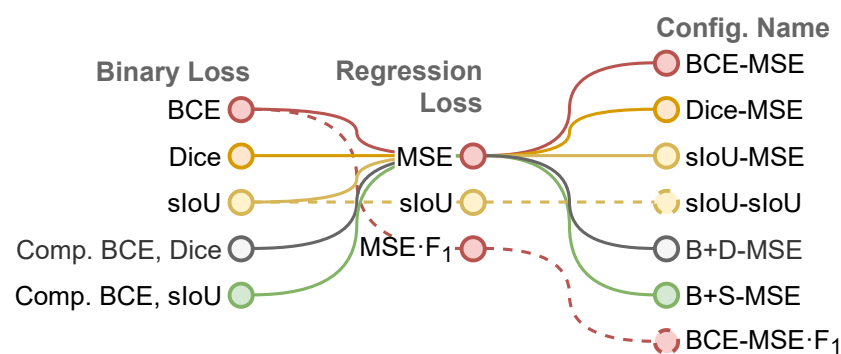 Binary Loss
BCE
Dice
sIoU
Comp. BCE, Dice
Comp. BCE, sIoU
Regression
Loss
MSE
sIoU
MSE·F₁
Config. Name
BCE-MSE
Dice-MSE
sIoU-MSE
sIoU-sIoU
B+D-MSE
B+S-MSE
BCE-MSE·F₁